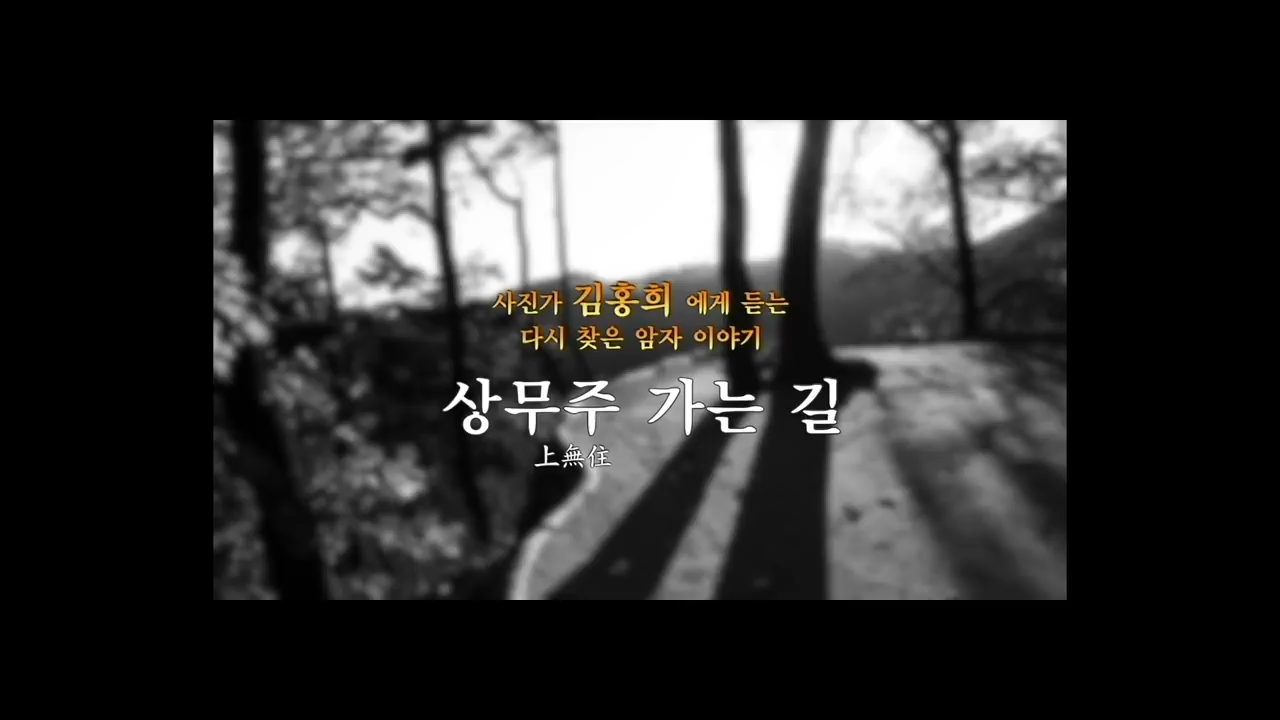 사진가 김홍희 에게 듣는
다시 찾은 암자 이야기
상무주 가는 길
上無住